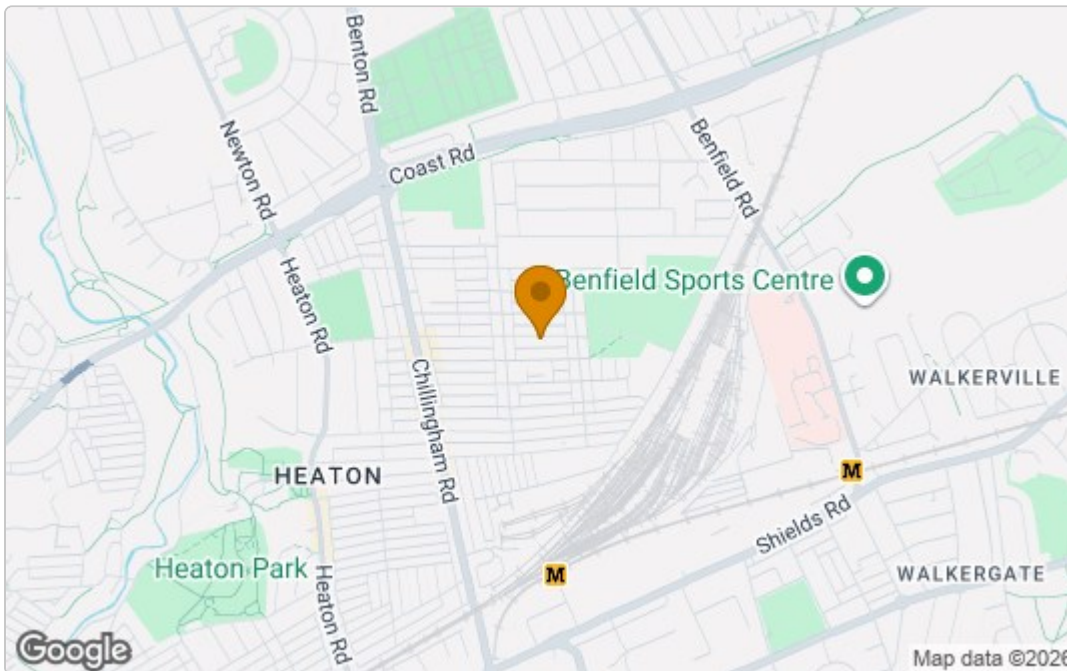 Benton Rd
Newton Rd
Coast Rd
Benfield Rd
Heaton Rd
Benfield Sports Centre
Chillingham Rd
WALKERVILLE
HEATON
M
Shields Rd
Heaton Park
Heaton Rd
M
WALKERGATE
Google
Map data ©2026